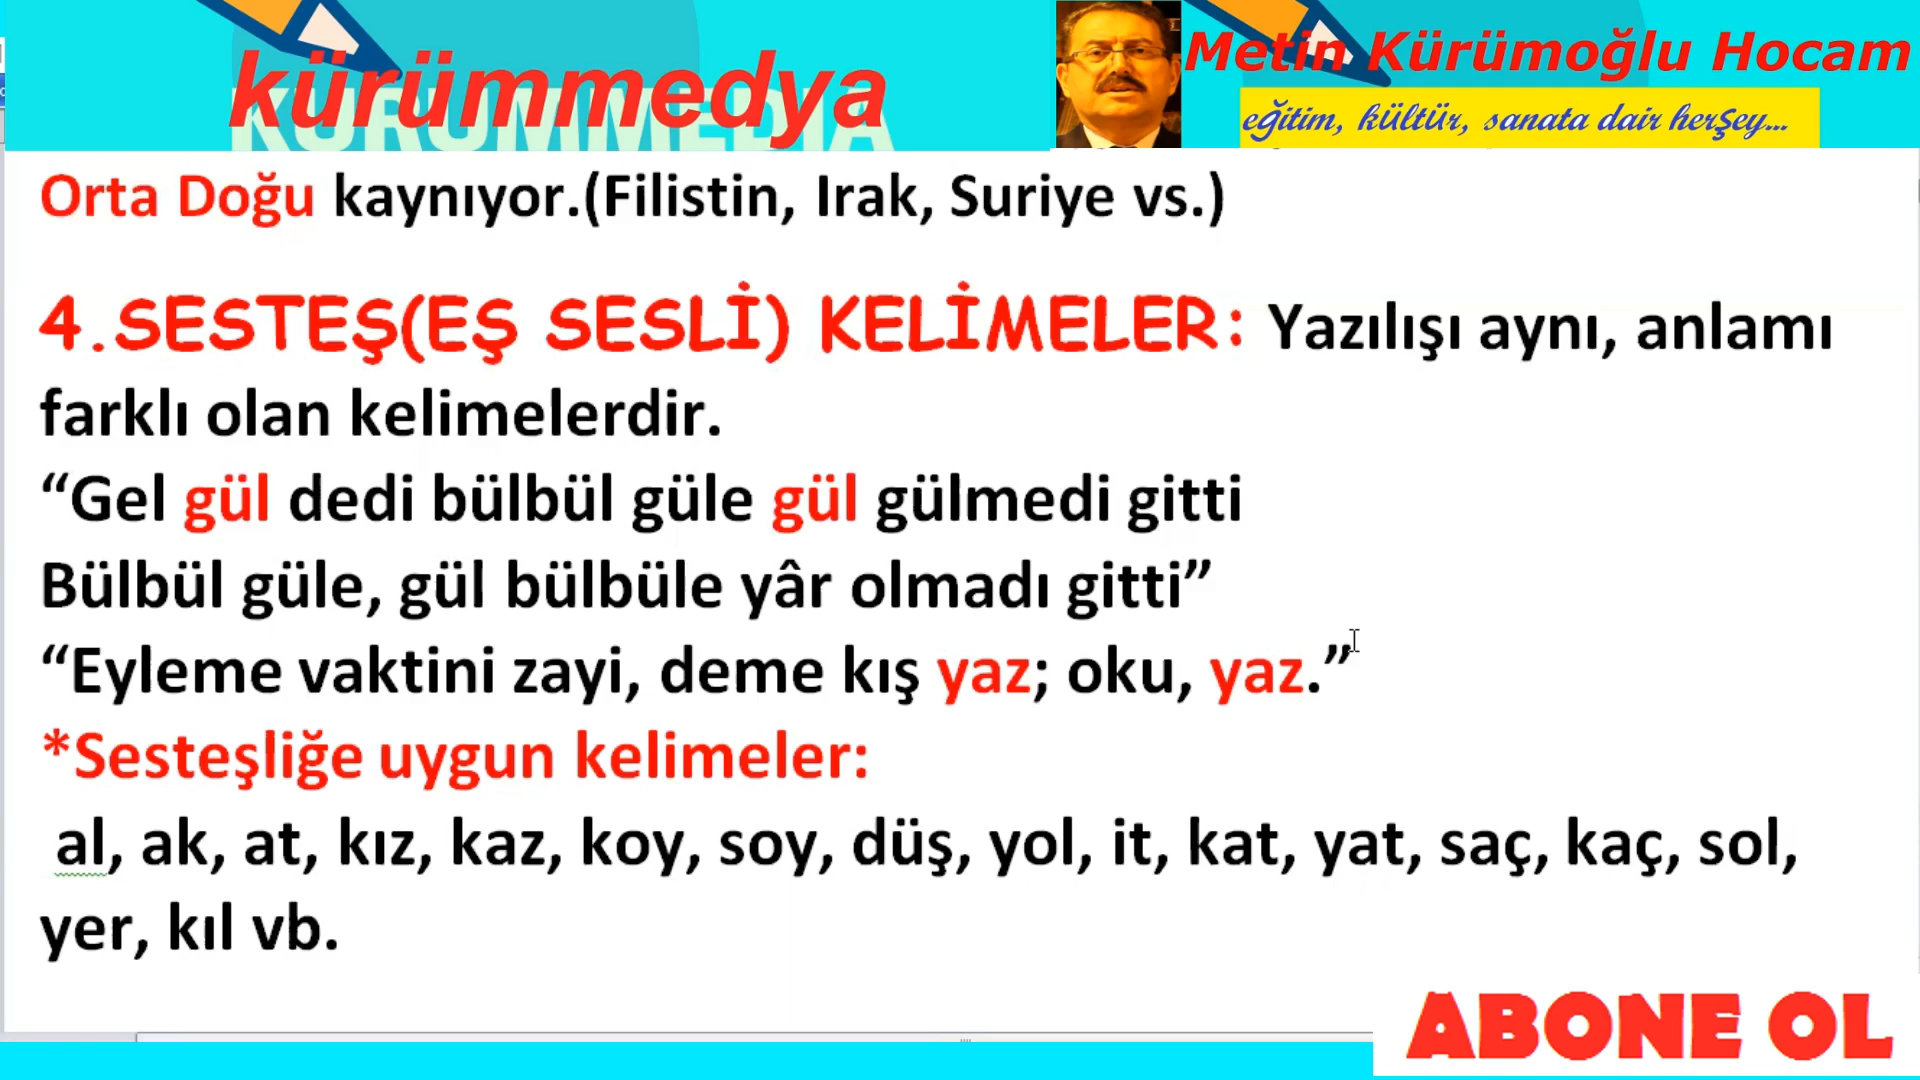 kürümmedya
KÜRÜMMEDIA
Metin Kürümoğlu Hocam
eğitim, kültür, sanata dair herşey...
Orta Doğu kaynıyor.(Filistin, Irak, Suriye vs.)
4.SESTEŞ(EŞ SESLİ) KELİMELER: Yazılışı aynı, anlamı
farklı olan kelimelerdir.
“Gel gül dedi bülbül güle gül gülmedi gitti
Bülbül güle, gül bülbüle yâr olmadı gitti”
“Eyleme vaktini zayi, deme kış yaz; oku, yaz.”
*Sesteşliğe uygun kelimeler:
al, ak, at, kız, kaz, koy, soy, düş, yol, it, kat, yat, saç, kaç, sol,
yer, kıl vb.
ABONE OL